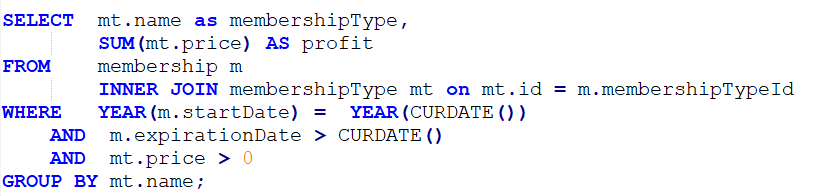 SELECT  mt.name as membershipType,
        SUM(mt.price) AS profit
FROM    membership m
        INNER JOIN membershipType mt on mt.id = m.membershipTypeId
WHERE   YEAR(m.startDate) =  YEAR(CURDATE())
    AND  m.expirationDate > CURDATE()
    AND  mt.price > 0
GROUP BY mt.name;